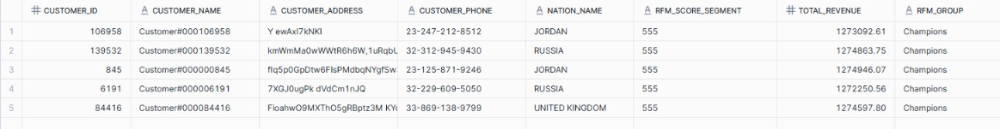 # CUSTOMER_ID A CUSTOMER_NAME A CUSTOMER_ADDRESS A CUSTOMER_PHONE A NATION_NAME A RFM_SCORE_SEGMENT # TOTAL_REVENUE A RFM_GROUP
1 106958 Customer#000106958 Y ewAxI7kNKI 23-247-212-8512 JORDAN 555 1273092.61 Champions
2 139532 Customer#000139532 kmWmMa0wWWtR6h6W,1uRqbU 32-312-945-9430 RUSSIA 555 1274863.75 Champions
3 845 Customer#000000845 flq5p0GpDtw6FlsPMdbqNYgfSw 23-125-871-9246 JORDAN 555 1274946.07 Champions
4 6191 Customer#000006191 7XGJ0ugPk dVdCm1nJQ 32-229-609-5050 RUSSIA 555 1272250.56 Champions
5 84416 Customer#000084416 FioahwO9MXThO5gRBptz3M KY 33-869-138-9799 UNITED KINGDOM 555 1274597.80 Champions